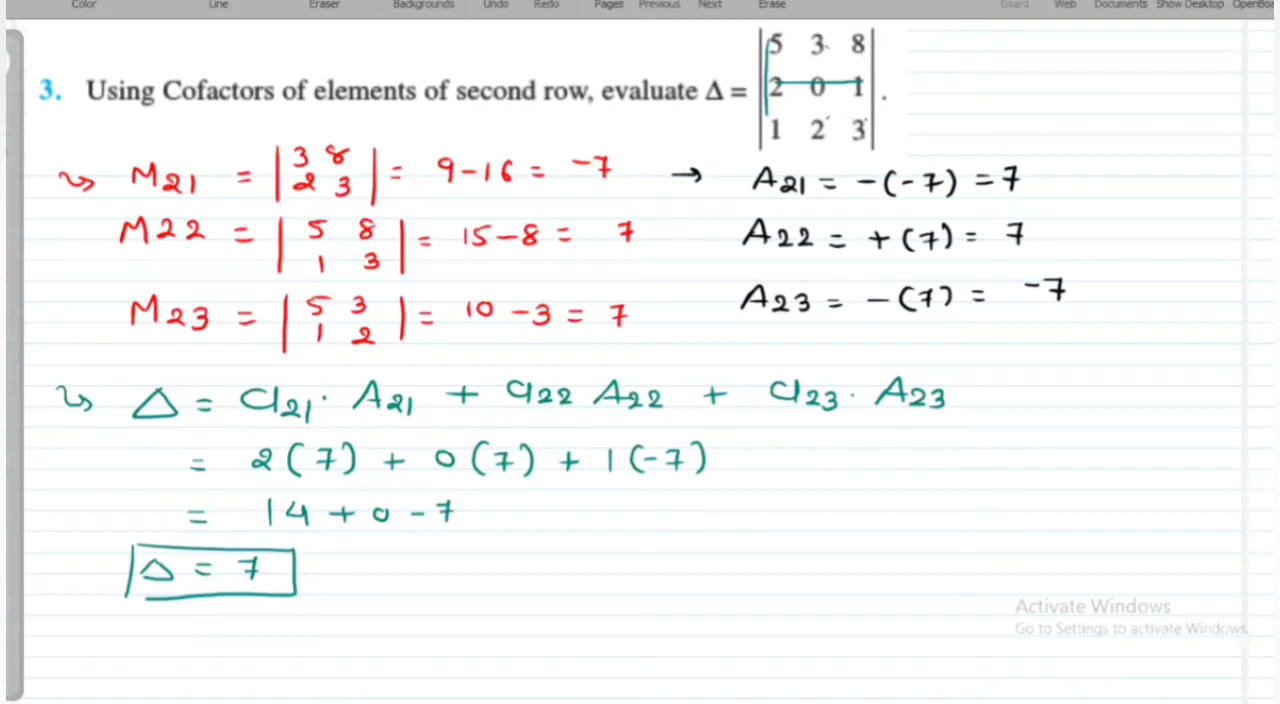 Color Line Eraser Backgrounds Undo Redo Pages Previous Next Erase Board Web Documents Show Desktop OpenBoa
5 3 8
3. Using Cofactors of elements of second row, evaluate Δ = 2 0 1 .
1 2 3
M21 = | 3 8 | = 9-16 = -7 → A21 = -(-7) = 7
2 3
M22 = | 5 8 | = 15-8 = 7 A22 = +(7) = 7
1 3
M23 = | 5 3 | = 10-3 = 7 A23 = -(7) = -7
1 2
Δ = a21. A21 + a22 A22 + a23. A23
= 2(7) + 0(7) + 1(-7)
= 14+0-7
Δ = 7
Activate Windows
Go to Settings to activate Windows.